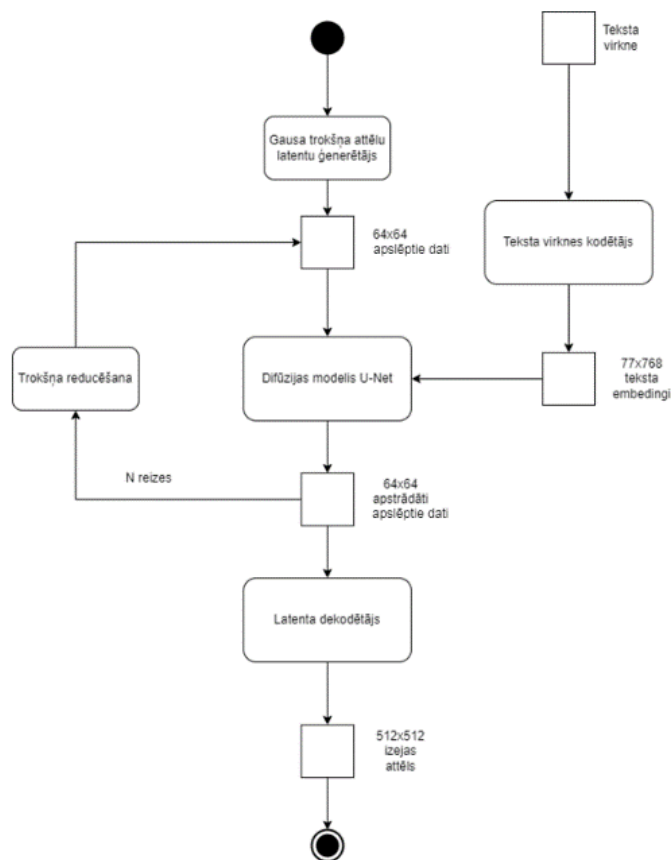 Teksta
virkne
Gausa trokšņa attēlu
latentu ģenerētājs
64x64
apslēptie dati
Teksta virknes kodētājs
Trokšņa reducēšana
Difūzijas modelis U-Net
77x768
teksta
embedingi
N reizes
64x64
apstrādāti
apslēptie dati
Latenta dekodētājs
512x512
izejas
attēls